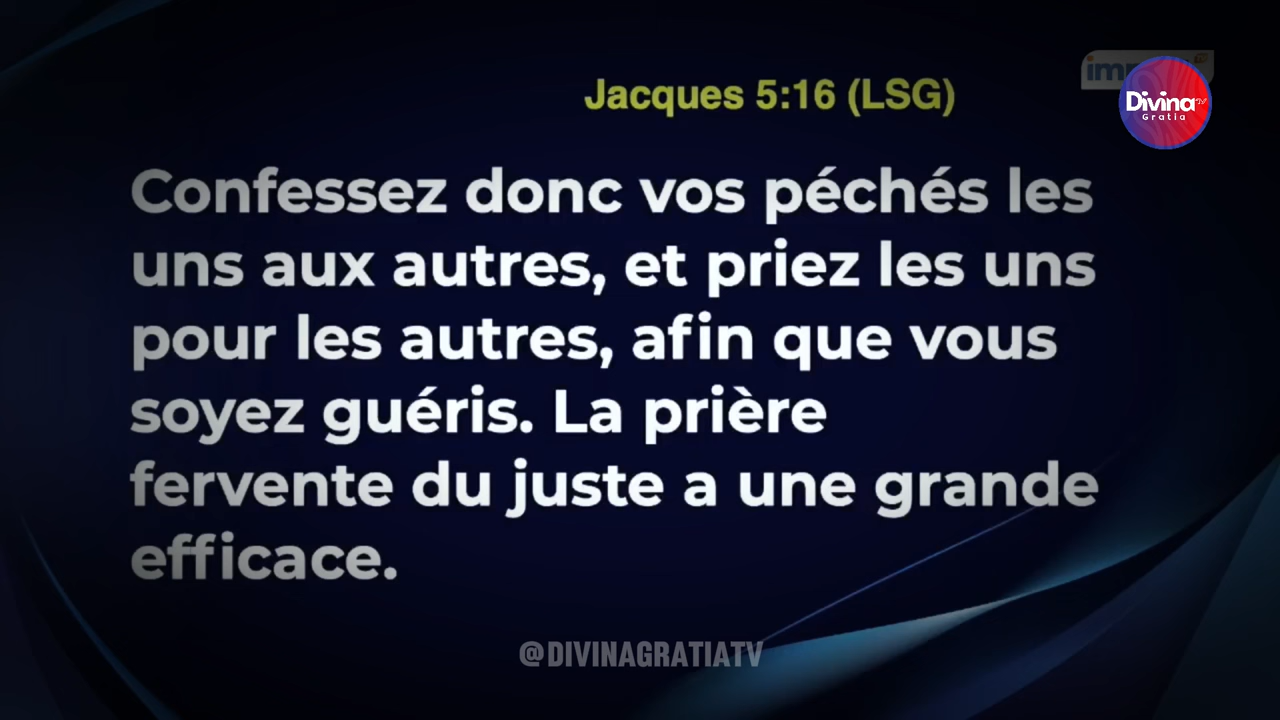 Jacques 5:16 (LSG)
Divina TV
Gratia
Confessez donc vos péchés les
uns aux autres, et priez les uns
pour les autres, afin que vous
soyez guéris. La prière
fervente du juste a une grande
efficace.
@DIVINAGRATIATV